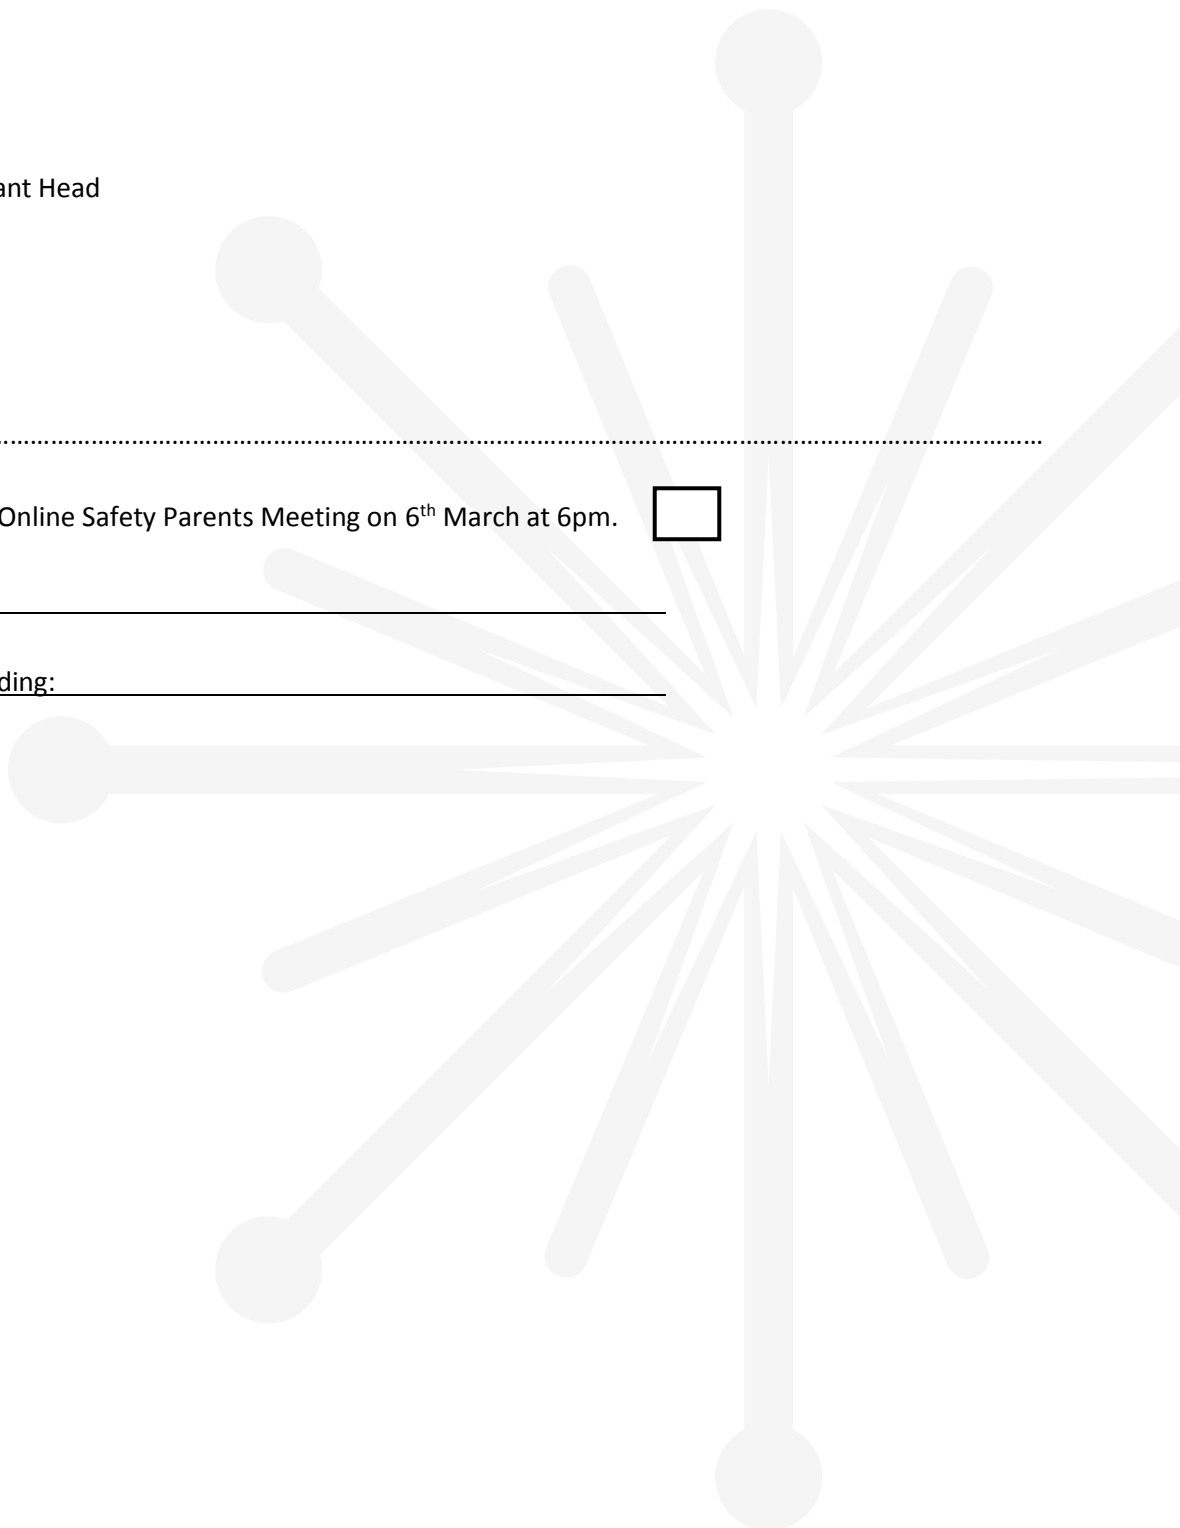 ant Head
……………………………………………………………………………………………………………………………
Online Safety Parents Meeting on 6th March at 6pm.
ding: